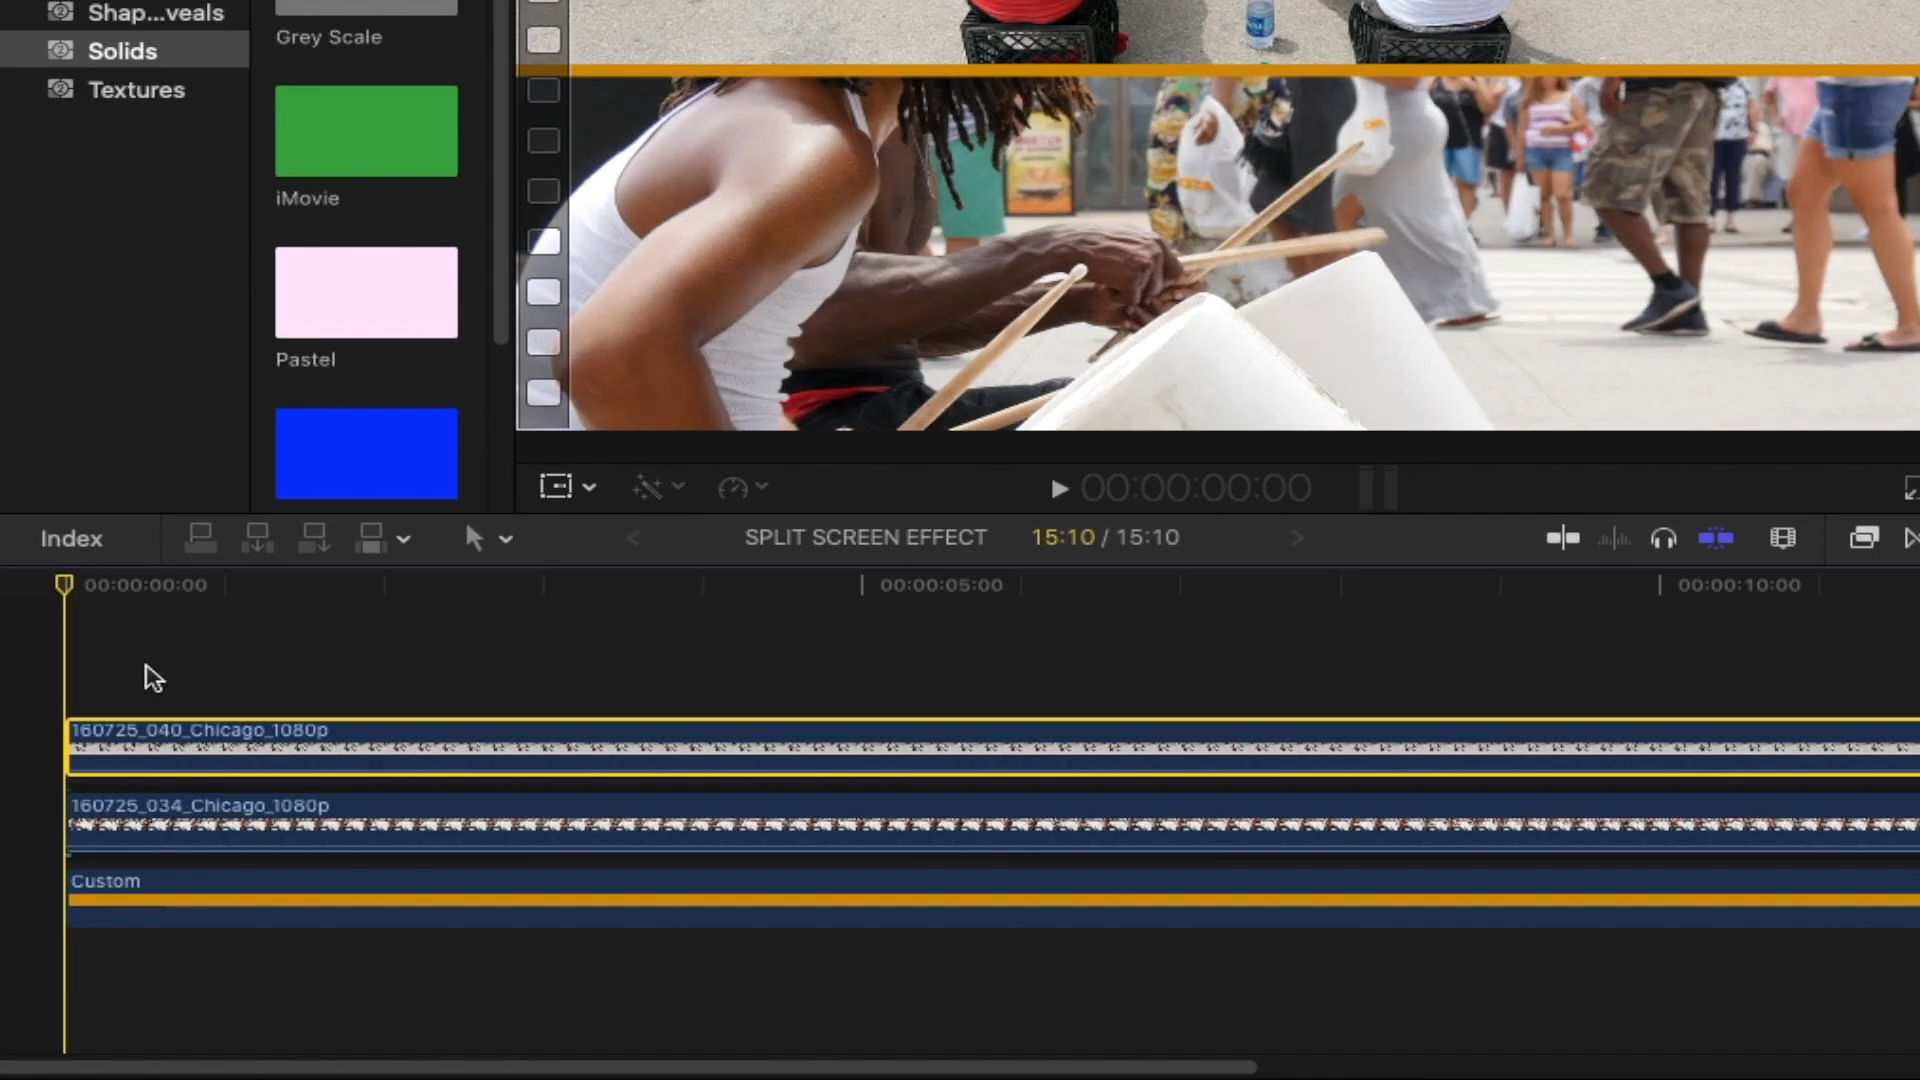 Shap...veals
Solids
Textures
Grey Scale
iMovie
Pastel
00:00:00:00
Index
SPLIT SCREEN EFFECT
15:10 / 15:10
00:00:00:00
00:00:05:00
00:00:10:00
160725_040_Chicago_1080p
160725_034_Chicago_1080p
Custom